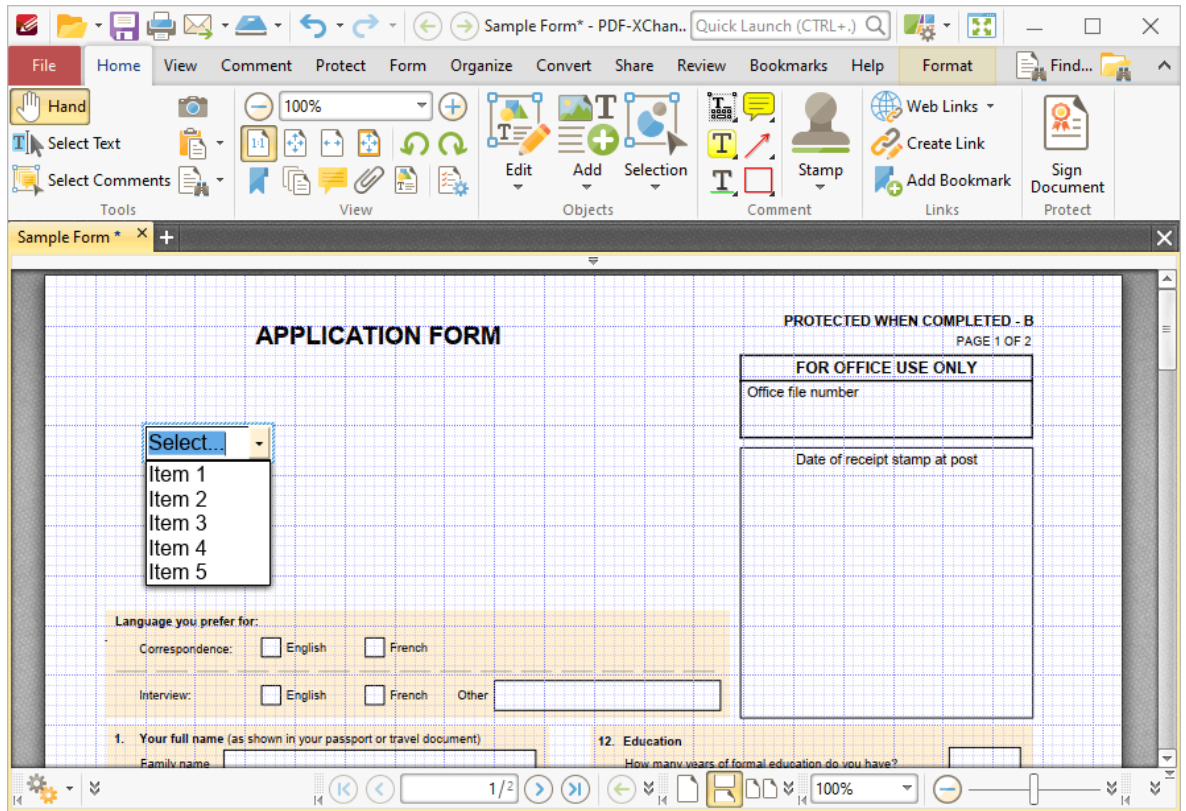 Sample Form* - PDF-XChan..
Quick Launch (CTRL+.)
File Home View Comment Protect Form Organize Convert Share Review Bookmarks Help Format Find...
Hand
Select Text
Select Comments
Tools
100%
1:1
View
Edit
Add
Selection
Objects
Stamp
Comment
Web Links
Create Link
Add Bookmark
Links
Sign
Document
Protect
Sample Form *
APPLICATION FORM
PROTECTED WHEN COMPLETED - B
PAGE 1 OF 2
FOR OFFICE USE ONLY
Office file number
Date of receipt stamp at post
Select...
Item 1
Item 2
Item 3
Item 4
Item 5
Language you prefer for:
Correspondence: English French
Interview: English French Other
1. Your full name (as shown in your passport or travel document)
Family name
12. Education
How many years of formal education do you have?
1/2
100%